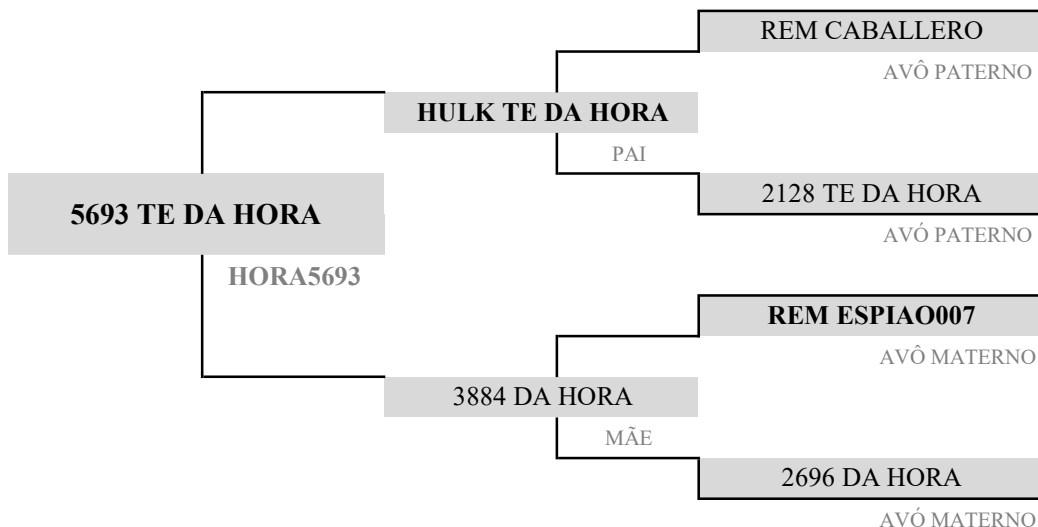 REM CABALLERO
AVÔ PATERNO
HULK TE DA HORA
PAI
2128 TE DA HORA
AVÓ PATERNO
5693 TE DA HORA
HORA5693
REM ESPIAO007
AVÔ MATERNO
3884 DA HORA
MÃE
2696 DA HORA
AVÓ MATERNO